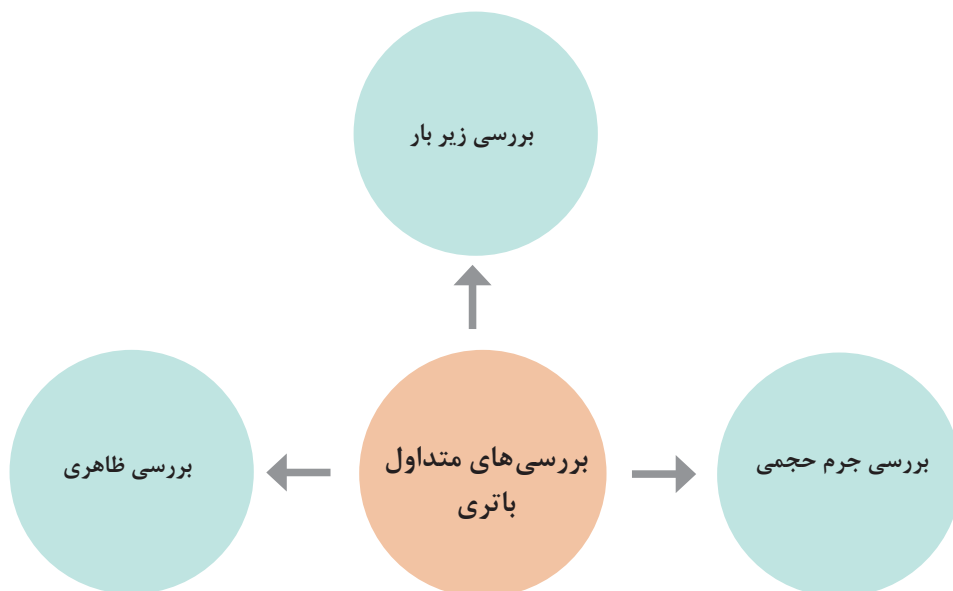 بررسی زیر بار
بررسی جرم حجمی
بررسی‌های متداول
باتری
بررسی ظاهری